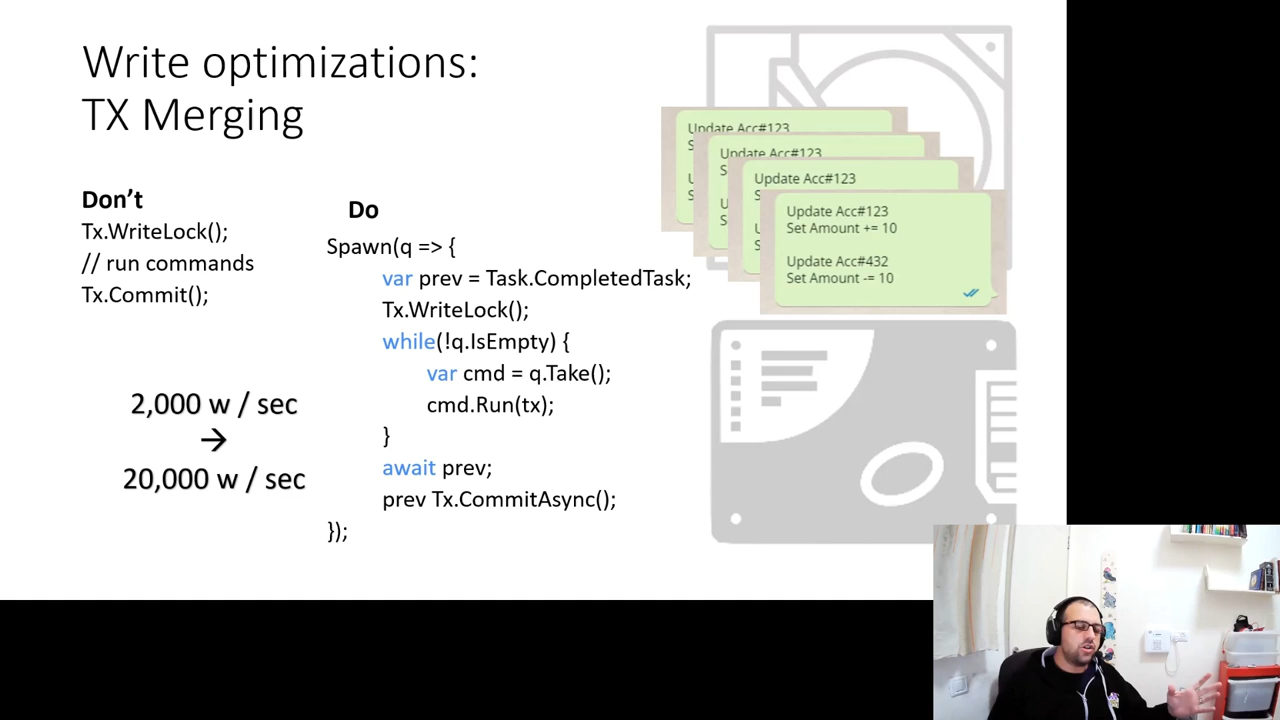 Write optimizations:
TX Merging
Don't
Tx.WriteLock();
// run commands
Tx.Commit();
2,000 w / sec
→
20,000 w / sec
Do
Spawn(q => {
var prev = Task.CompletedTask;
Tx.WriteLock();
while(!q.IsEmpty) {
var cmd = q.Take();
cmd.Run(tx);
}
await prev;
prev Tx.CommitAsync();
});
Update Acc#123
S
U
S
Update Acc#123
S
U
S
Update Acc#123
S
U
S
Update Acc#123
Set Amount += 10
Update Acc#432
Set Amount -= 10